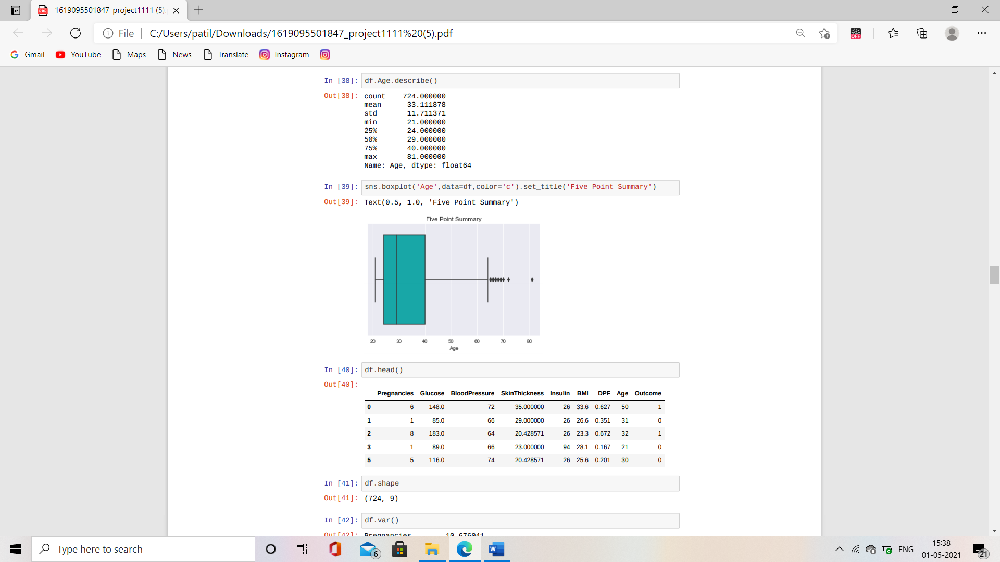 1619095501847_project1111 (5).
File | C:/Users/patil/Downloads/1619095501847_project1111%20(5).pdf
OFF
Gmail YouTube Maps News Translate Instagram
In [38]: df.Age.describe()
Out[38]: count 724.000000
mean 33.111878
std 11.711371
min 21.000000
25% 24.000000
50% 29.000000
75% 40.000000
max 81.000000
Name: Age, dtype: float64
In [39]: sns.boxplot('Age',data=df,color='c').set_title('Five Point Summary')
Out[39]: Text(0.5, 1.0, 'Five Point Summary')
Five Point Summary
20 30 40 50 60 70 80
Age
In [40]: df.head()
Out[40]:
Pregnancies Glucose BloodPressure SkinThickness Insulin BMI DPF Age Outcome
0 6 148.0 72 35.000000 26 33.6 0.627 50 1
1 1 85.0 66 29.000000 26 26.6 0.351 31 0
2 8 183.0 64 20.428571 26 23.3 0.672 32 1
3 1 89.0 66 23.000000 94 28.1 0.167 21 0
5 5 116.0 74 20.428571 26 25.6 0.201 30 0
In [41]: df.shape
Out[41]: (724, 9)
In [42]: df.var()
Out[42]: Pregnancies
Type here to search
6
ENG
15:38
01-05-2021
21